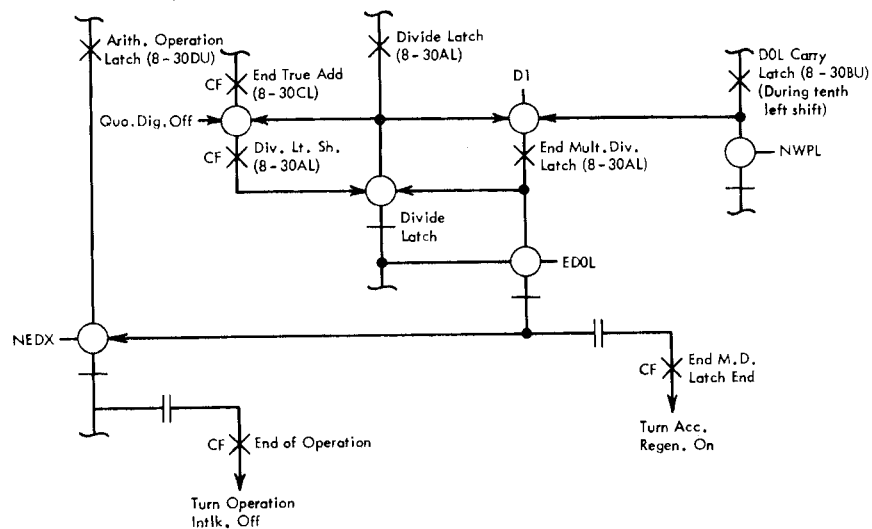 Arith. Operation
Latch (8-30DU)
CF
End True Add
(8-30CL)
Divide Latch
(8-30AL)
D1
D0L Carry
Latch (8-30BU)
(During tenth
left shift)
Quo.Dig.Off
CF
Div. Lt. Sh.
(8-30AL)
End Mult.Div.
Latch (8-30AL)
NWPL
Divide
Latch
ED0L
NEDX
CF
End M.D.
Latch End
Turn Acc.
Regen. On
CF
End of Operation
Turn Operation
Intlk. Off